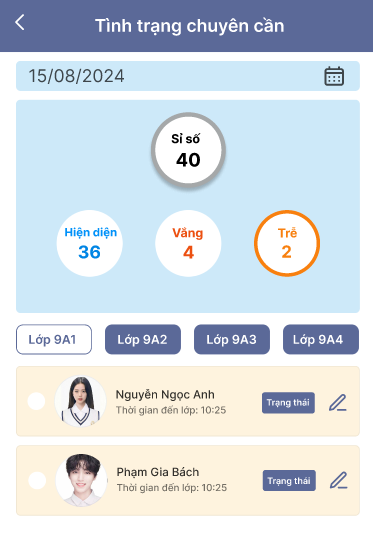 Tình trạng chuyên cần
15/08/2024
Sỉ số
40
Hiện diện
36
Vắng
4
Trễ
2
Lớp 9A1
Lớp 9A2
Lớp 9A3
Lớp 9A4
Nguyễn Ngọc Anh
Thời gian đến lớp: 10:25
Trạng thái
Phạm Gia Bách
Thời gian đến lớp: 10:25
Trạng thái